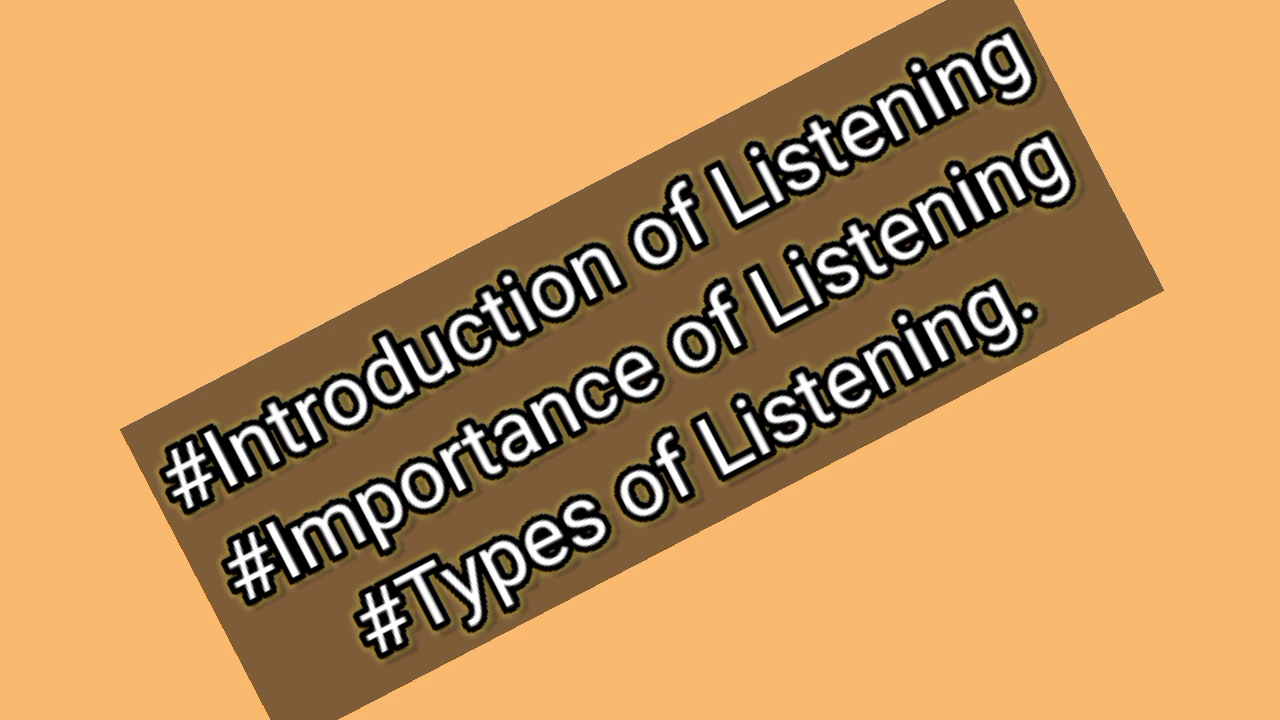 #Introduction of Listening
#Importance of Listening
#Types of Listening.